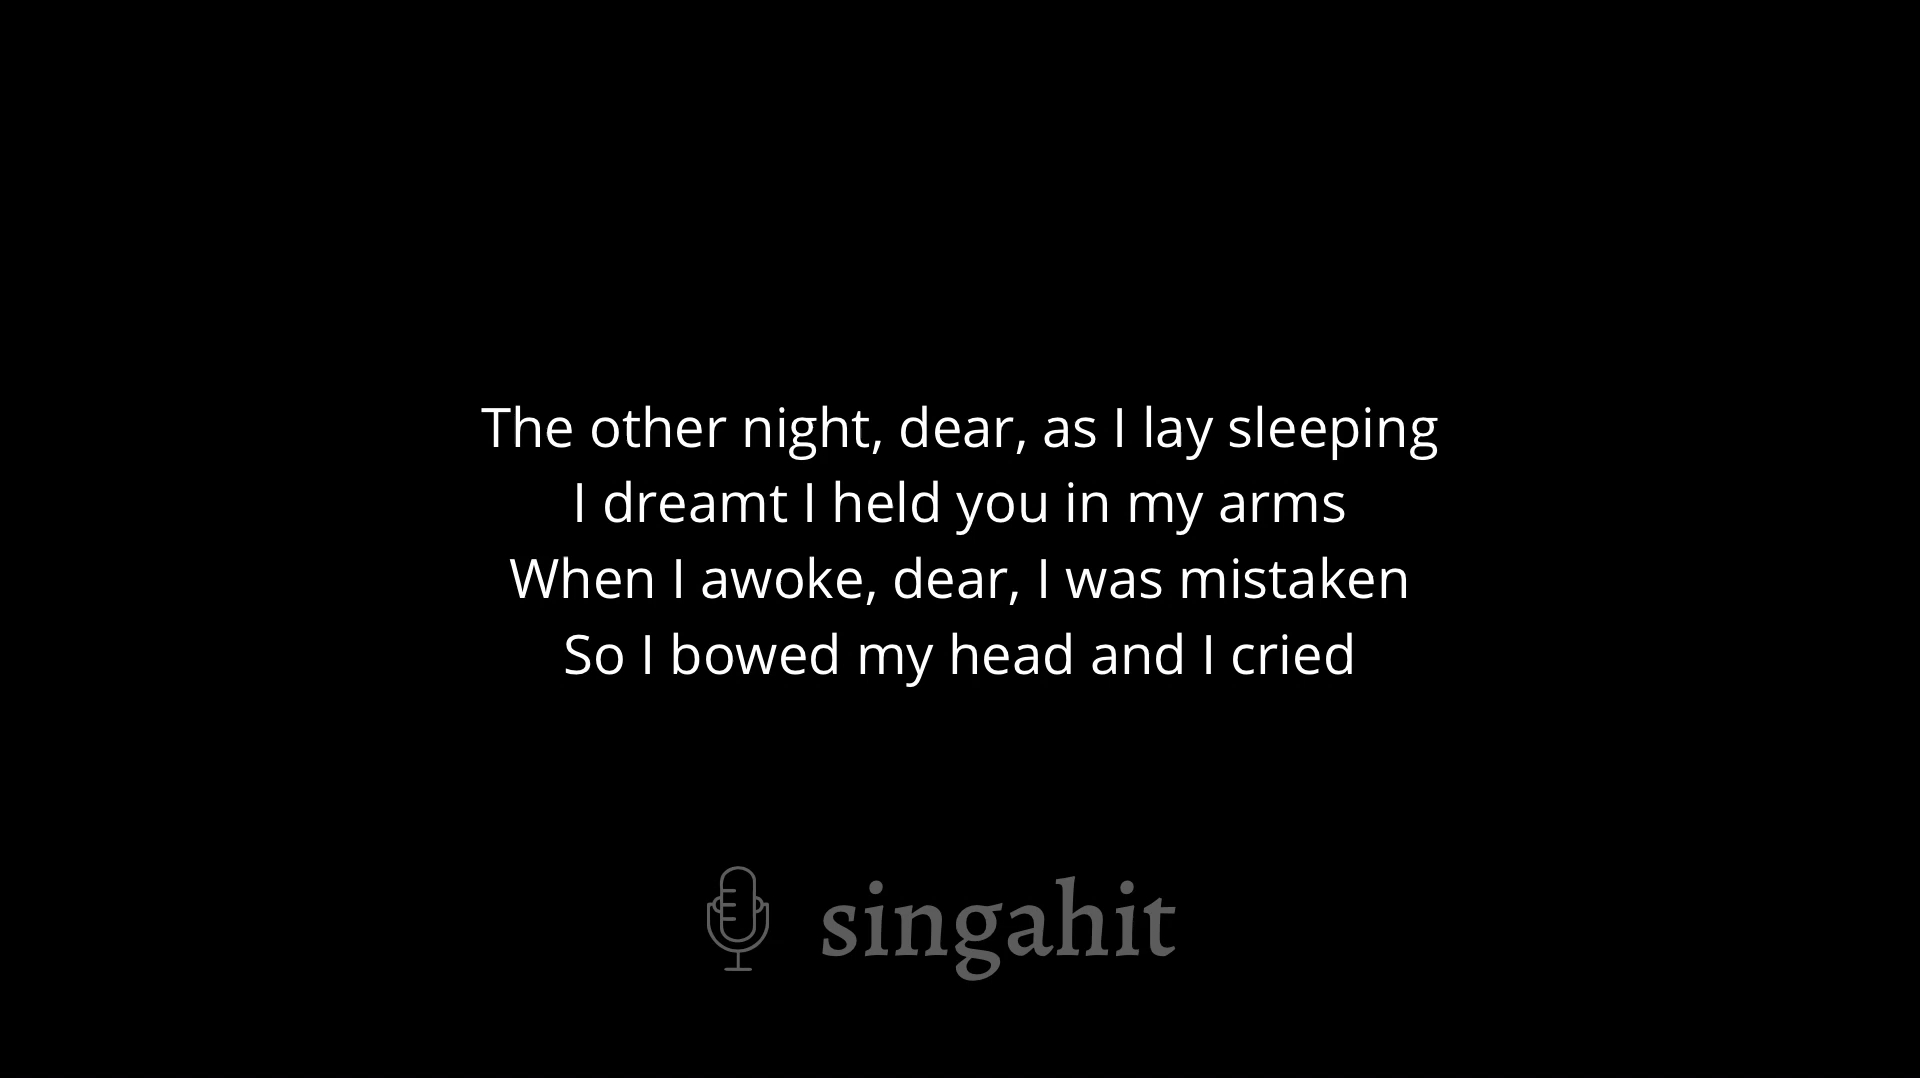 The other night, dear, as I lay sleeping
I dreamt I held you in my arms
When I awoke, dear, I was mistaken
So I bowed my head and I cried
singahit